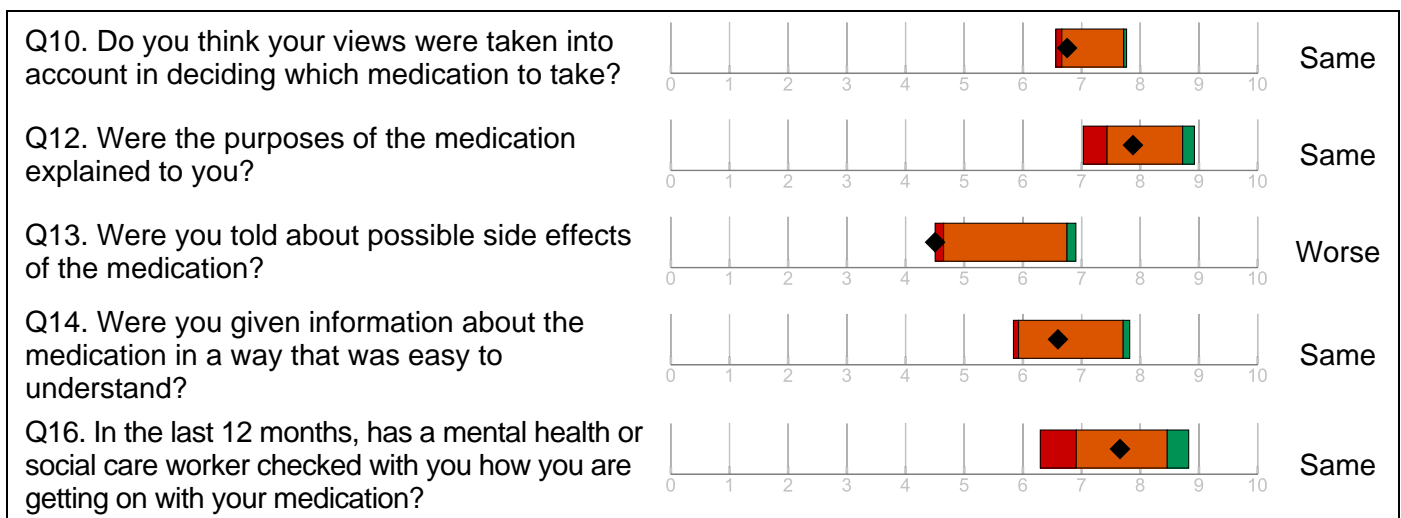 Q10. Do you think your views were taken into
account in deciding which medication to take?
0 1 2 3 4 5 6 7 8 9 10
Same
Q12. Were the purposes of the medication
explained to you?
0 1 2 3 4 5 6 7 8 9 10
Same
Q13. Were you told about possible side effects
of the medication?
0 1 2 3 4 5 6 7 8 9 10
Worse
Q14. Were you given information about the
medication in a way that was easy to
understand?
0 1 2 3 4 5 6 7 8 9 10
Same
Q16. In the last 12 months, has a mental health or
social care worker checked with you how you are
getting on with your medication?
0 1 2 3 4 5 6 7 8 9 10
Same